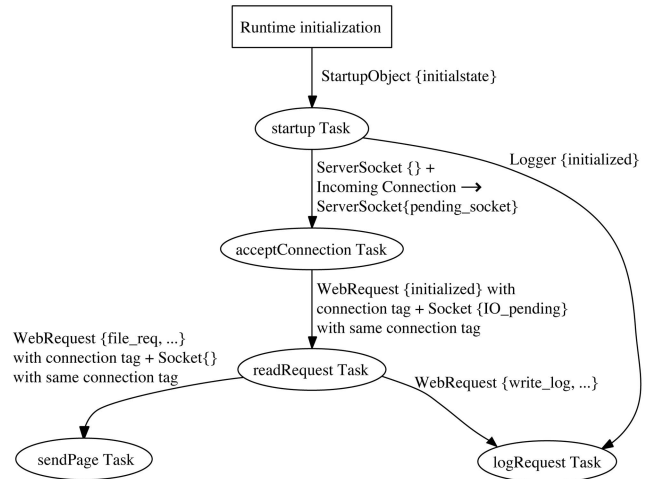 Runtime initialization
StartupObject {initialstate}
startup Task
Logger {initialized}
ServerSocket {} +
Incoming Connection →
ServerSocket{pending_socket}
acceptConnection Task
WebRequest {initialized} with
connection tag + Socket {IO_pending}
with same connection tag
WebRequest {file_req, ...}
with connection tag + Socket{}
with same connection tag
readRequest Task
WebRequest {write_log, ...}
sendPage Task
logRequest Task